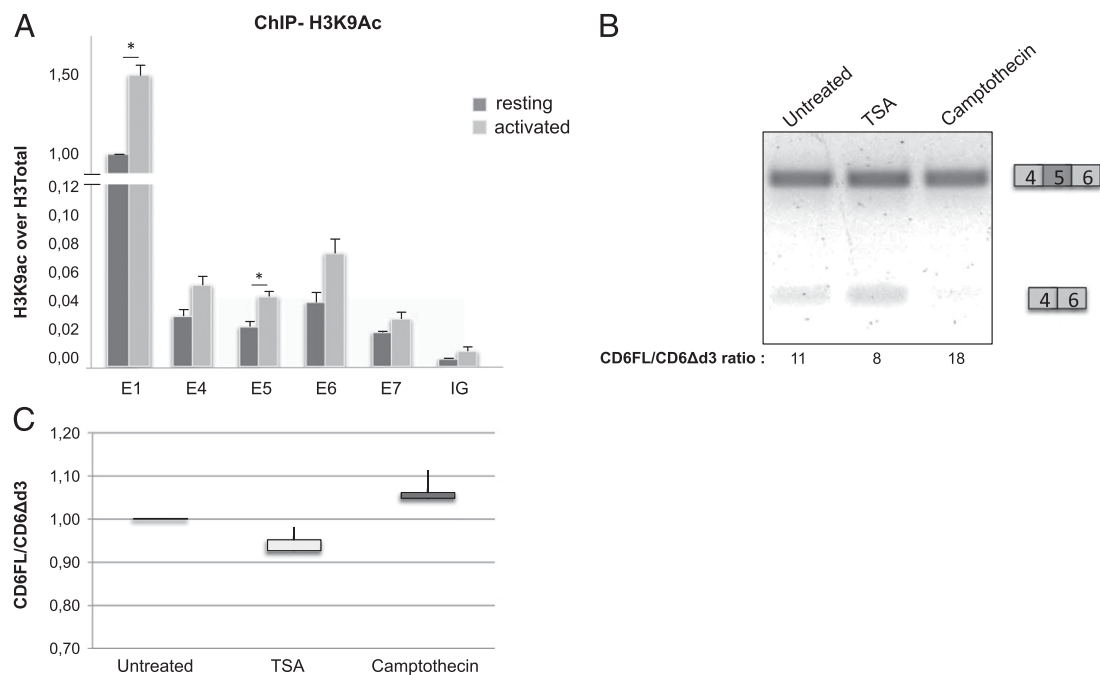 A
ChIP- H3K9Ac
H3K9ac over H3Total
1,50
1,00
0,12
0,10
0,08
0,06
0,04
0,02
0,00
*
*
resting
activated
E1 E4 E5 E6 E7 IG
B
Untreated TSA Camptothecin
4 5 6
4 6
CD6FL/CD6Δd3 ratio : 11 8 18
C
CD6FL/CD6Δd3
1,20
1,10
1,00
0,90
0,80
0,70
Untreated TSA Camptothecin